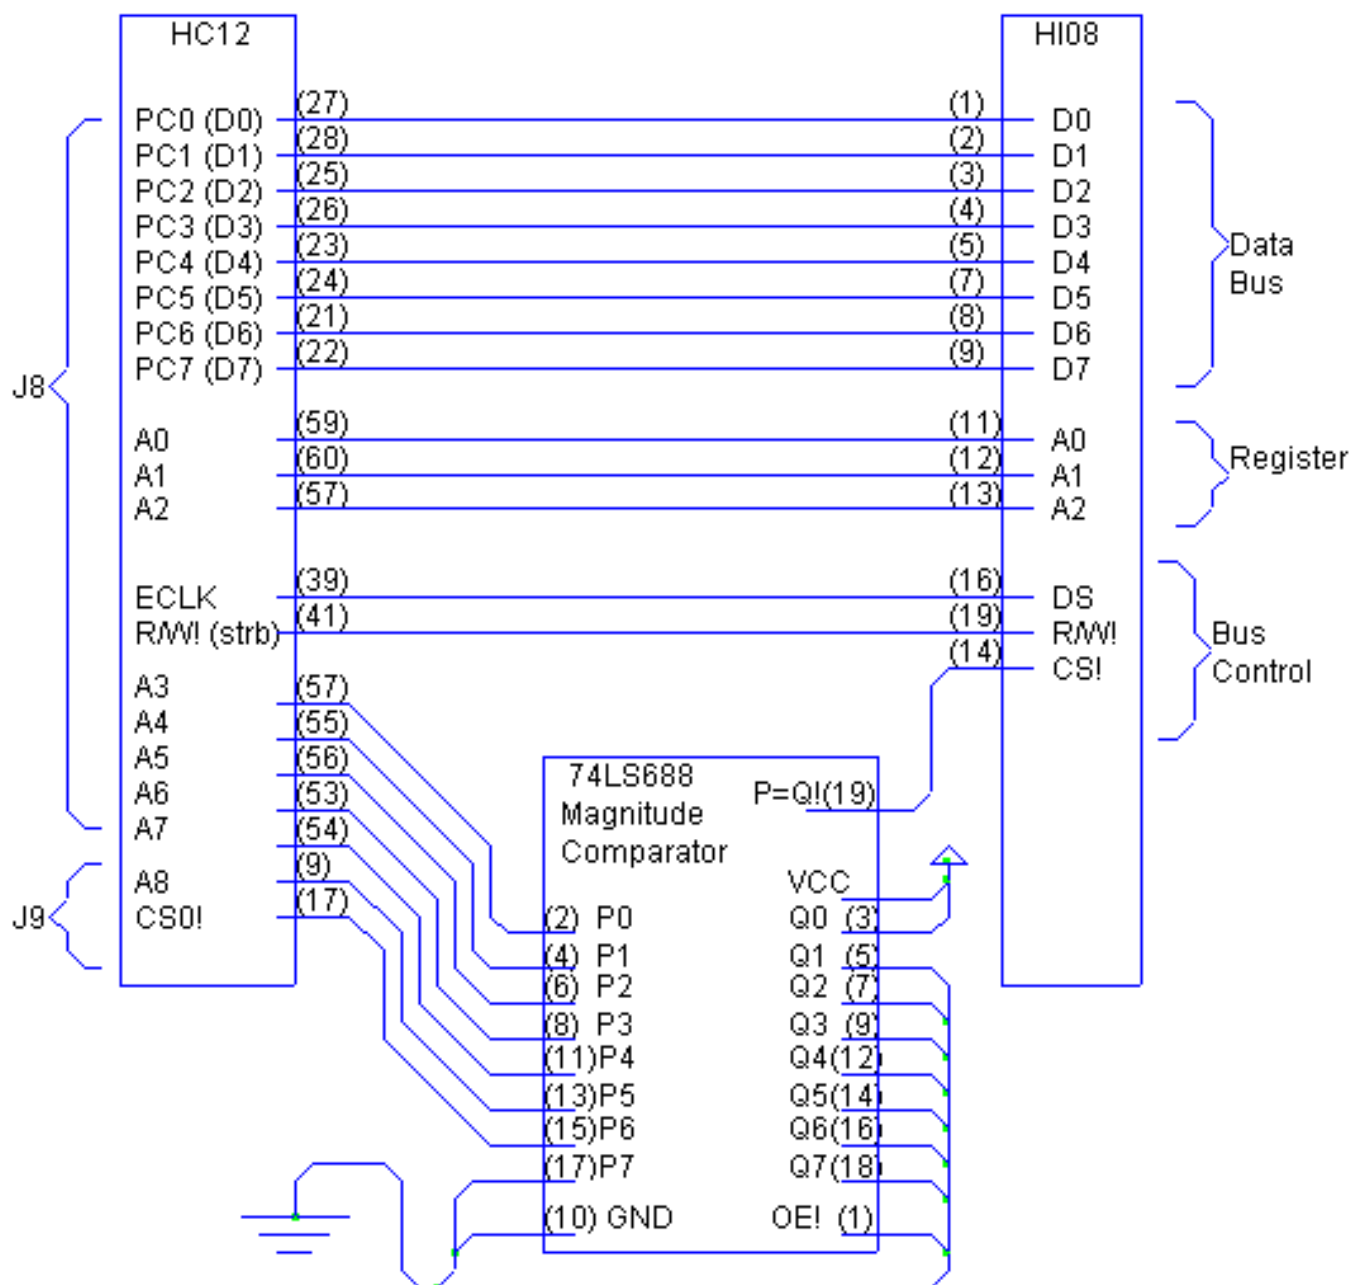 HC12
HI08
PC0 (D0) (27) (1) D0
PC1 (D1) (28) (2) D1
PC2 (D2) (25) (3) D2
PC3 (D3) (26) (4) D3
PC4 (D4) (23) (5) D4
PC5 (D5) (24) (7) D5
PC6 (D6) (21) (8) D6
PC7 (D7) (22) (9) D7
Data
Bus
J8
A0 (59) (11) A0
A1 (60) (12) A1
A2 (57) (13) A2
Register
ECLK (39) (16) DS
R/W! (strb) (41) (19) R/W!
(14) CS!
Bus
Control
A3 (57)
A4 (55)
A5 (56)
A6 (53)
A7 (54)
A8 (9)
CS0! (17)
J9
74LS688
Magnitude
Comparator
P=Q!(19)
VCC
(2) P0 Q0 (3)
(4) P1 Q1 (5)
(6) P2 Q2 (7)
(8) P3 Q3 (9)
(11)P4 Q4(12)
(13)P5 Q5(14)
(15)P6 Q6(16)
(17)P7 Q7(18)
(10) GND OE! (1)